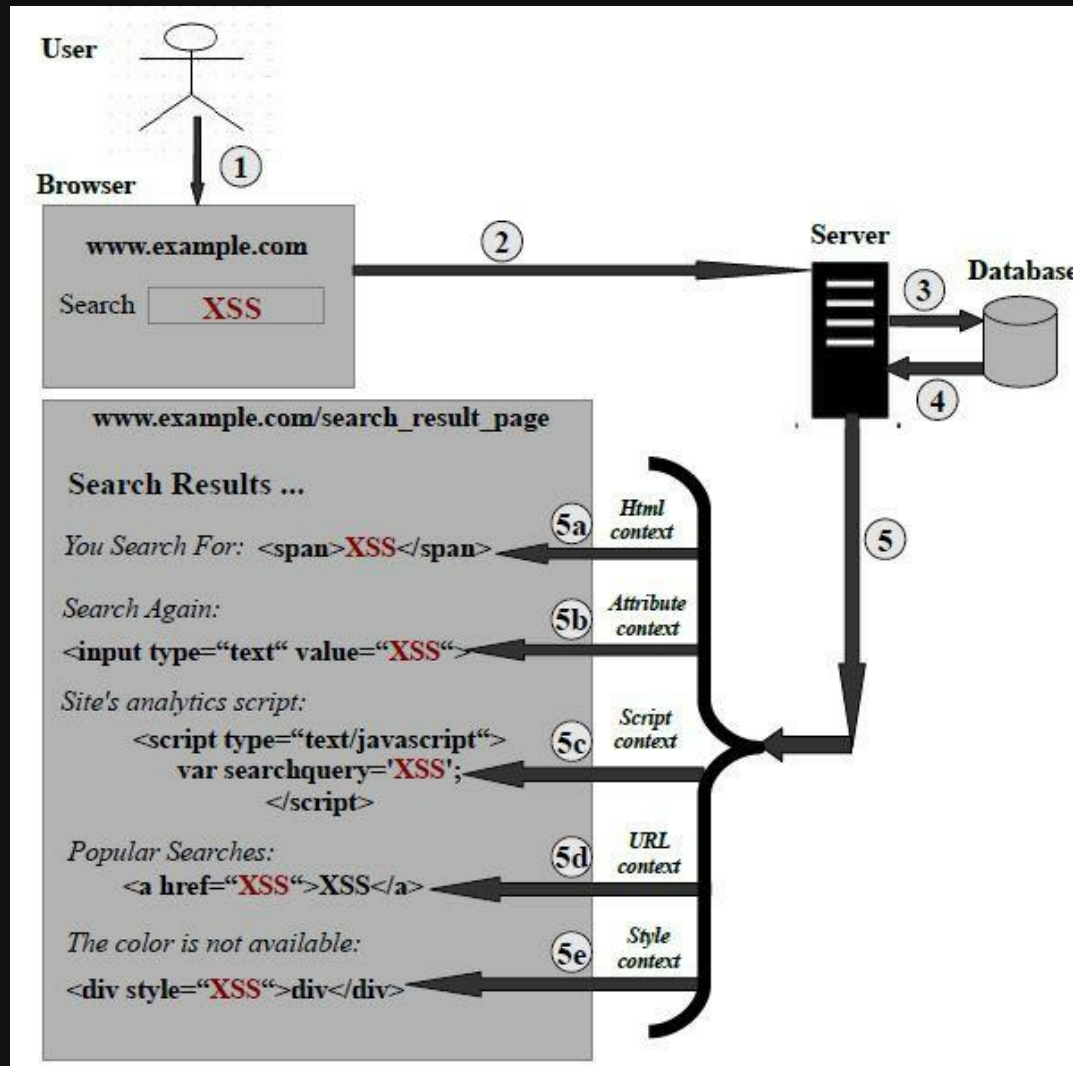 User
1
Browser
www.example.com
Search XSS
2
Server
Database
3
4
5
www.example.com/search_result_page
Search Results ...
You Search For: <span>XSS</span>
5a
Html
context
Search Again:
<input type=“text“ value=“XSS“>
5b
Attribute
context
Site's analytics script:
<script type=“text/javascript“>
var searchquery='XSS';
</script>
5c
Script
context
Popular Searches:
<a href=“XSS“>XSS</a>
5d
URL
context
The color is not available:
<div style=“XSS“>div</div>
5e
Style
context